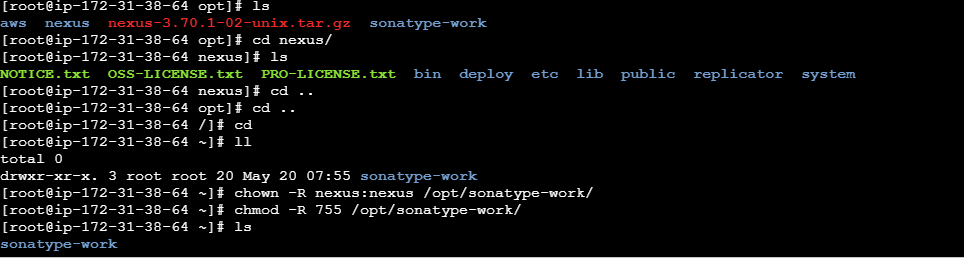 [root@ip-172-31-38-64 opt]# ls
aws  nexus  nexus-3.70.1-02-unix.tar.gz  sonatype-work
[root@ip-172-31-38-64 opt]# cd nexus/
[root@ip-172-31-38-64 nexus]# ls
NOTICE.txt  OSS-LICENSE.txt  PRO-LICENSE.txt  bin  deploy  etc  lib  public  replicator  system
[root@ip-172-31-38-64 nexus]# cd ..
[root@ip-172-31-38-64 opt]# cd ..
[root@ip-172-31-38-64 /]# cd
[root@ip-172-31-38-64 ~]# ll
total 0
drwxr-xr-x. 3 root root 20 May 20 07:55 sonatype-work
[root@ip-172-31-38-64 ~]# chown -R nexus:nexus /opt/sonatype-work/
[root@ip-172-31-38-64 ~]# chmod -R 755 /opt/sonatype-work/
[root@ip-172-31-38-64 ~]# ls
sonatype-work